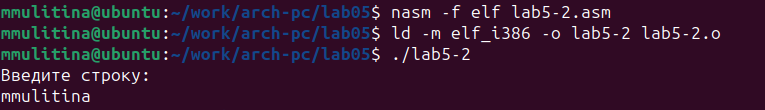 mmulitina@ubuntu:~/work/arch-pc/lab05$ nasm -f elf lab5-2.asm
mmulitina@ubuntu:~/work/arch-pc/lab05$ ld -m elf_i386 -o lab5-2 lab5-2.o
mmulitina@ubuntu:~/work/arch-pc/lab05$ ./lab5-2
Введите строку:
mmulitina